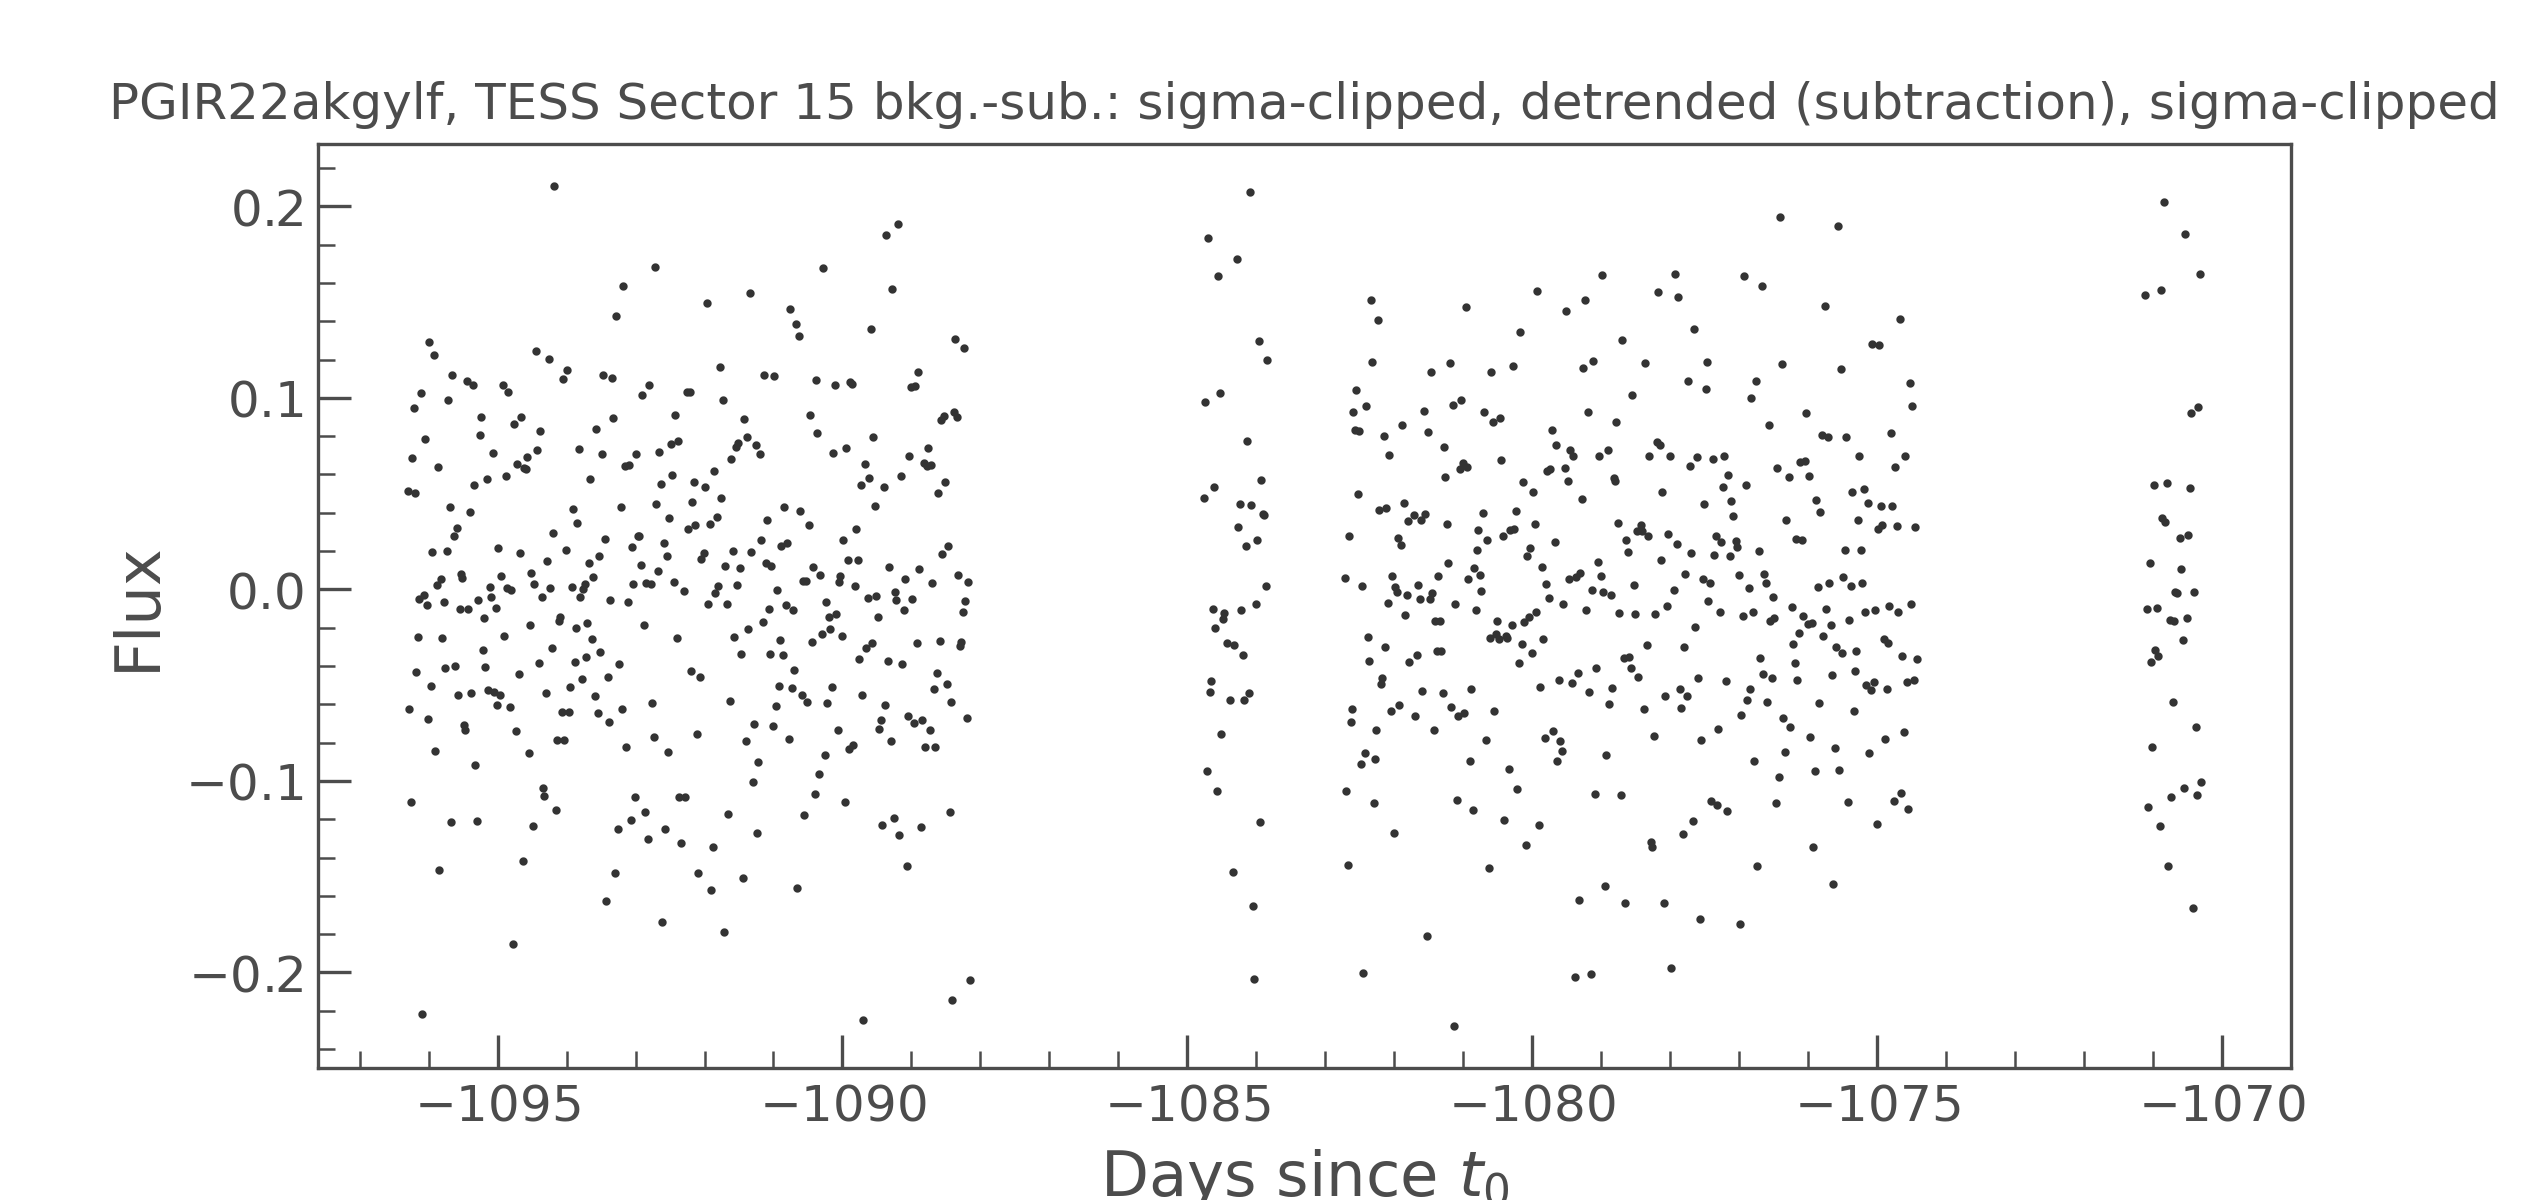 PGIR22akgylf, TESS Sector 15 bkg.-sub.: sigma-clipped, detrended (subtraction), sigma-clipped
0.2
0.1
0.0
−0.1
−0.2
Flux
−1095 −1090 −1085 −1080 −1075 −1070
Days since t0